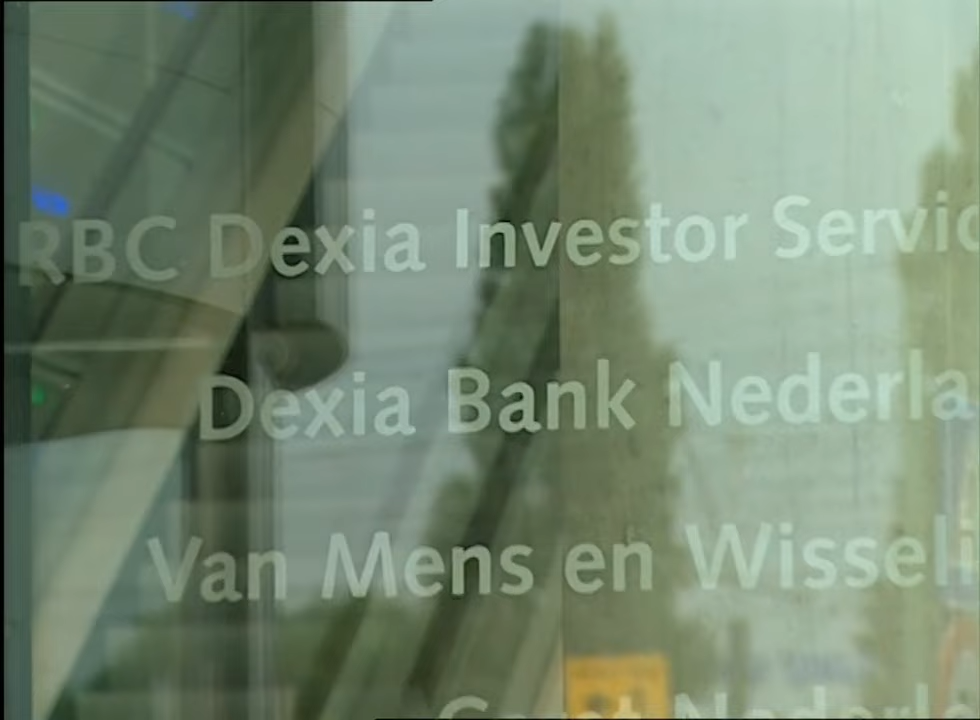 RBC Dexia Investor Servic
Dexia Bank Nederla
Van Mens en Wisseli